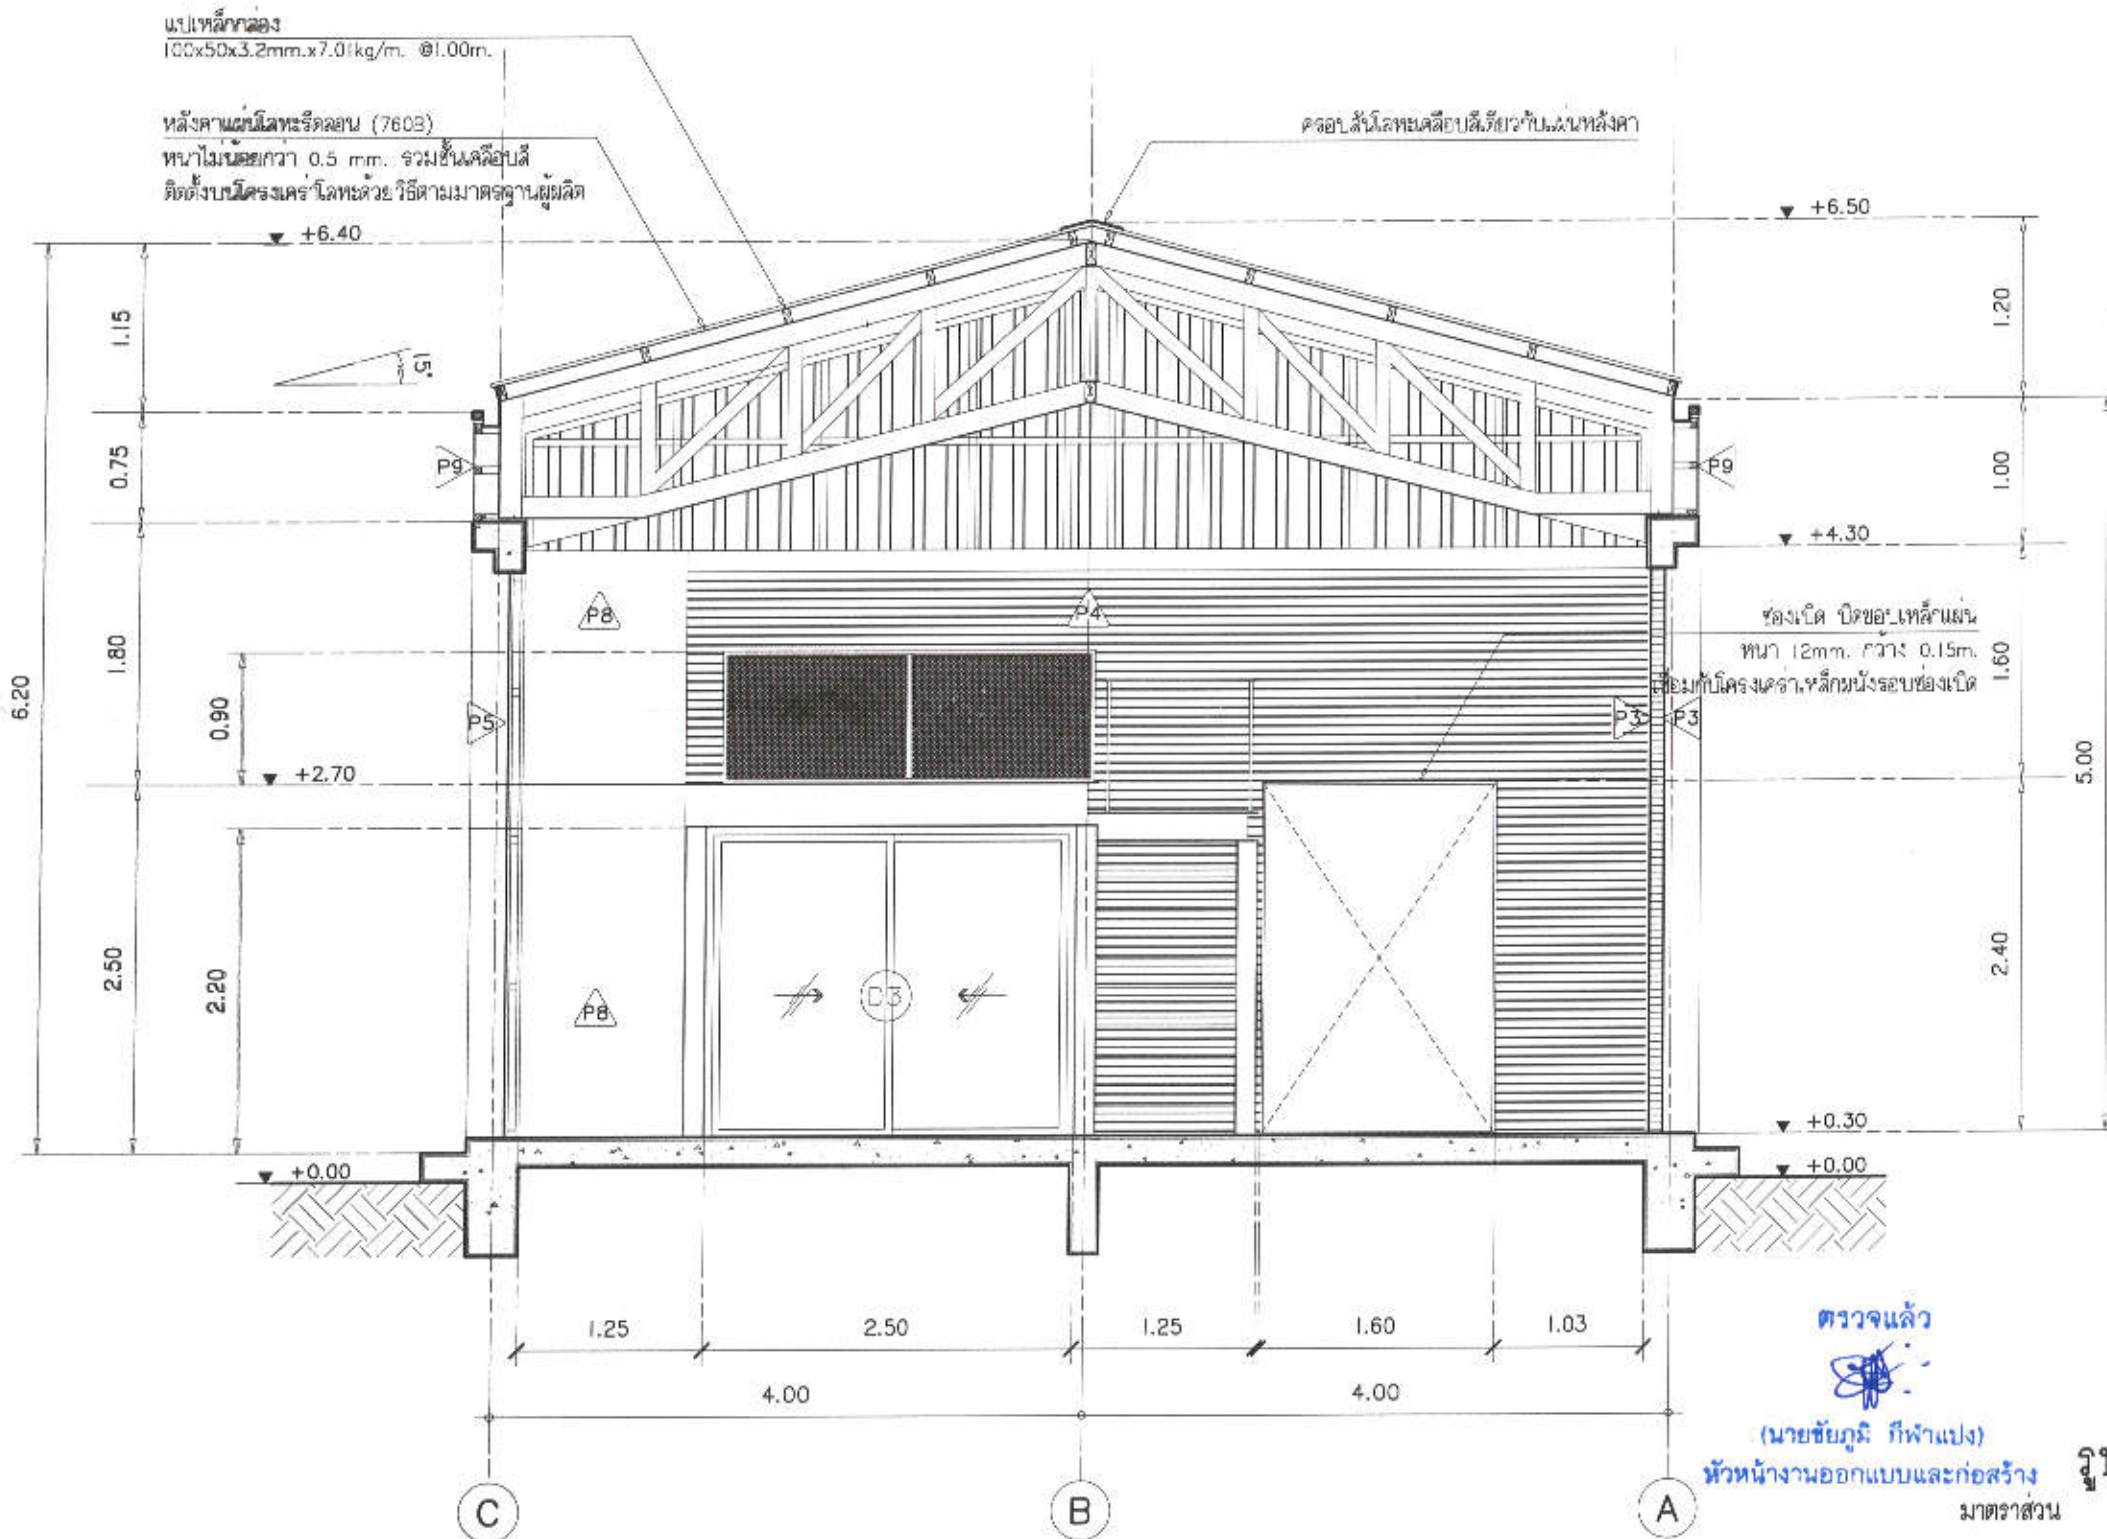 แปเหล็กกล่อง
100x50x3.2mm.x7.01kg/m. @1.00m.
หลังคาแผ่นโลหะรีดลอน (760B)
หนาไม่น้อยกว่า 0.5 mm. รวมชั้นเคลือบสี
ติดตั้งบนโครงเคร่าโลหะด้วยวิธีตามมาตรฐานผู้ผลิต
ครอบสันโลหะเคลือบสีเดียวกับแผ่นหลังคา
+6.50
+6.40
1.15
1.20
15°
0.75
P9
P9
1.00
+4.30
P8
P4
ช่องเปิด ปิดขอบเหล็กแผ่น
หนา 12mm. กว้าง 0.15m.
เชื่อมกับโครงเคร่าเหล็กผนังรอบช่องเปิด
1.80
1.60
6.20
0.90
P5
P3
P3
5.00
+2.70
2.50
2.20
2.40
D3
P8
+0.30
+0.00
+0.00
1.25
2.50
1.25
1.60
1.03
4.00
4.00
ตรวจแล้ว
(นายชัยภูมิ กีฬาแปง)
หัวหน้างานออกแบบและก่อสร้าง
มาตราส่วน
C
B
A